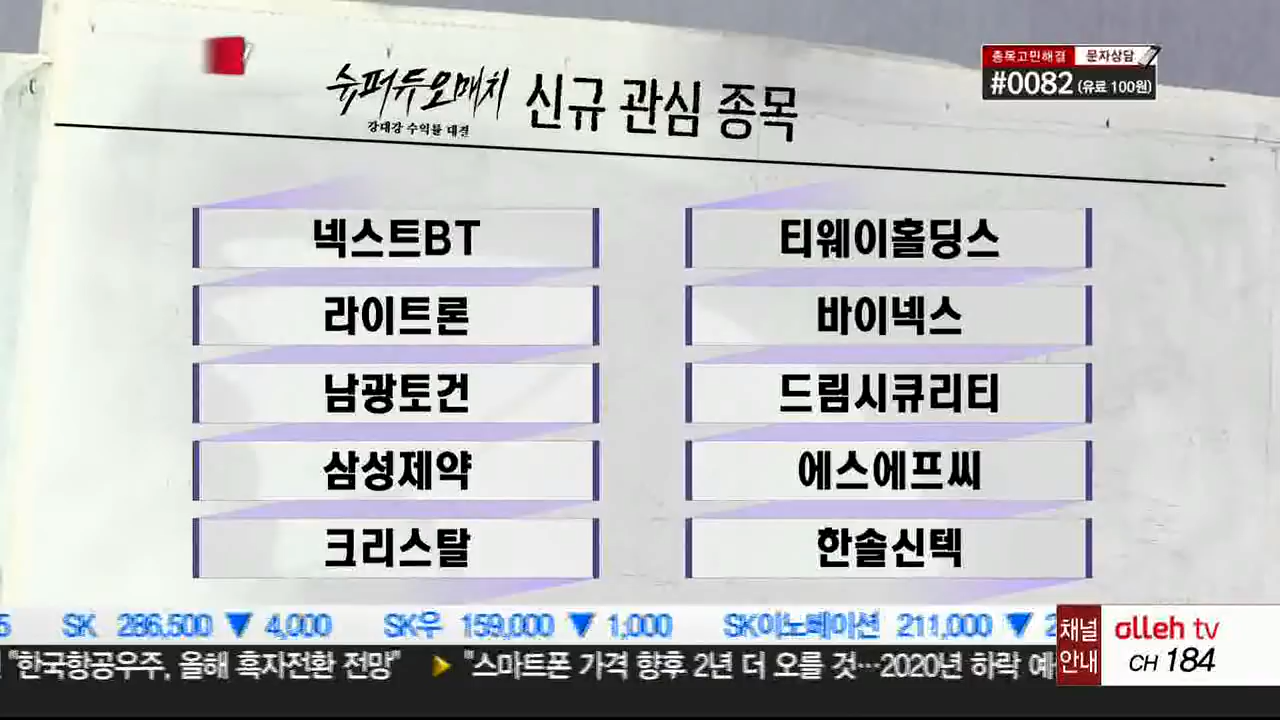 슈퍼듀오매치 신규 관심 종목
강대강 수익률 대결
종목고민해결 문자상담
#0082 (유료 100원)
넥스트BT
티웨이홀딩스
라이트론
바이넥스
남광토건
드림시큐리티
삼성제약
에스에프씨
크리스탈
한솔신텍
5 SK 286,500 ▼ 4,000 SK우 159,000 ▼ 1,000 SK이노베이션 211,000 ▼ 2
"한국항공우주, 올해 흑자전환 전망" ▶ "스마트폰 가격 향후 2년 더 오를 것…2020년 하락 예
채널 안내
olleh tv
CH 184